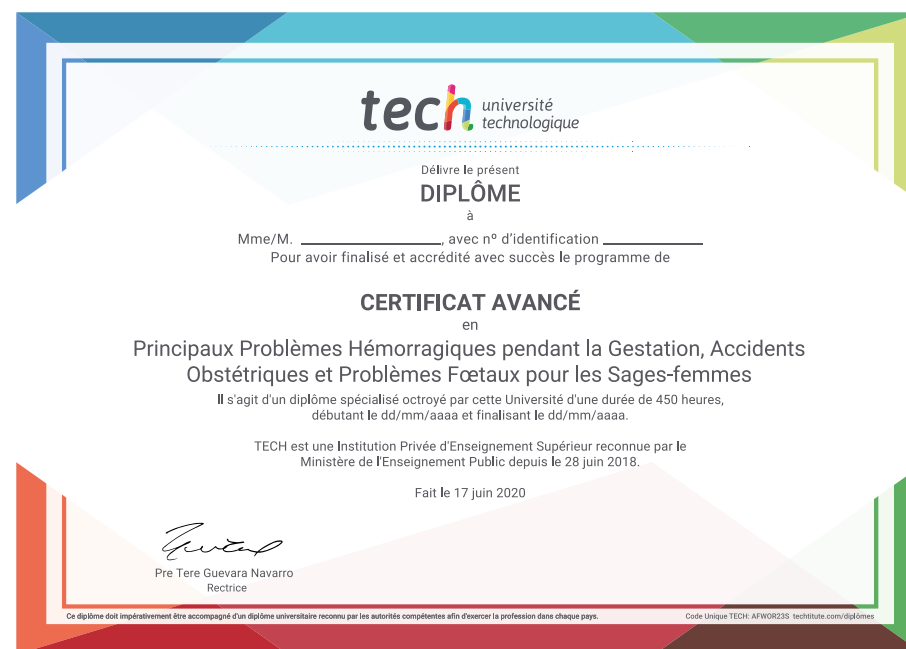 tech université
technologique
Délivre le présent
DIPLÔME
à
Mme/M. ____________________, avec nº d'identification ______________
Pour avoir finalisé et accrédité avec succès le programme de
CERTIFICAT AVANCÉ
en
Principaux Problèmes Hémorragiques pendant la Gestation, Accidents
Obstétriques et Problèmes Fœtaux pour les Sages-femmes
Il s'agit d'un diplôme spécialisé octroyé par cette Université d'une durée de 450 heures,
débutant le dd/mm/aaaa et finalisant le dd/mm/aaaa.
TECH est une Institution Privée d'Enseignement Supérieur reconnue par le
Ministère de l'Enseignement Public depuis le 28 juin 2018.
Fait le 17 juin 2020
Pre Tere Guevara Navarro
Rectrice
Ce diplôme doit impérativement être accompagné d'un diplôme universitaire reconnu par les autorités compétentes afin d'exercer la profession dans chaque pays.
Code Unique TECH: AFWOR23S techtitute.com/diplômes